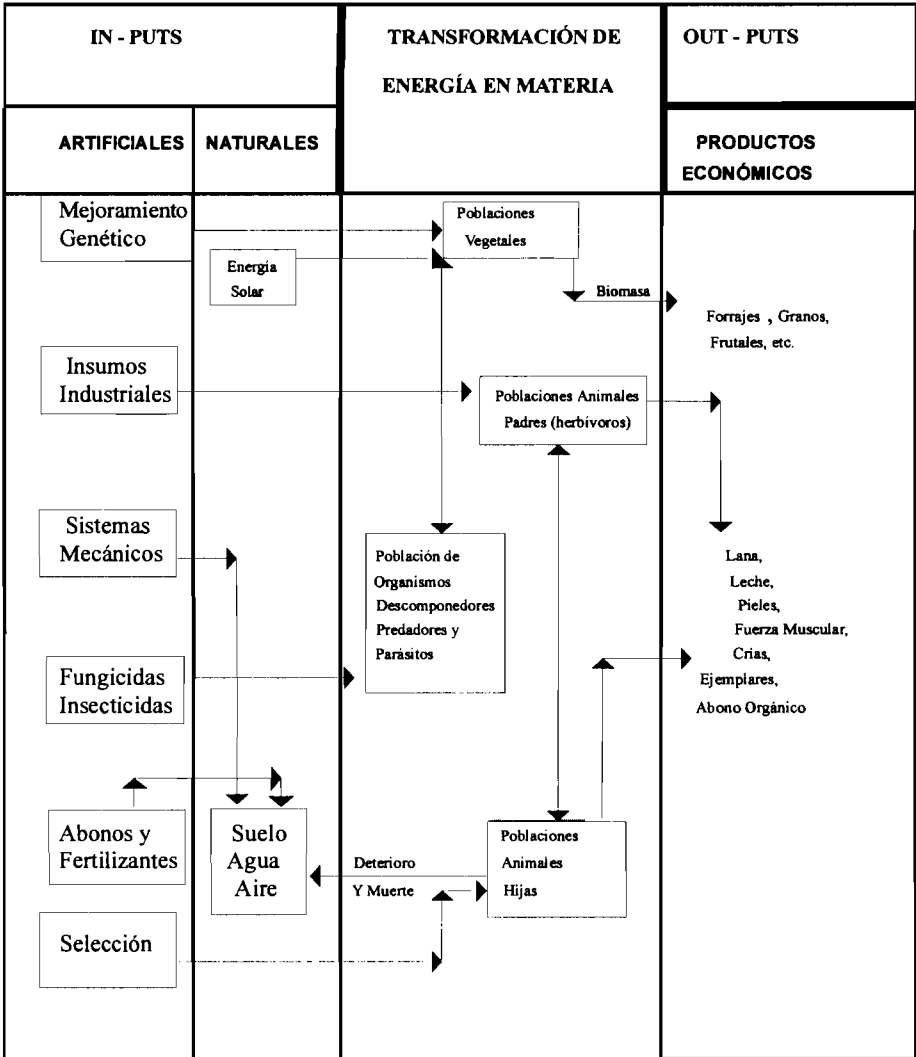 IN - PUTS
TRANSFORMACIÓN DE
ENERGÍA EN MATERIA
OUT - PUTS
ARTIFICIALES
NATURALES
PRODUCTOS
ECONÓMICOS
Mejoramiento
Genético
Energía
Solar
Poblaciones
Vegetales
Biomasa
Forrajes , Granos,
Frutales, etc.
Insumos
Industriales
Poblaciones Animales
Padres (herbívoros)
Sistemas
Mecánicos
Población de
Organismos
Descomponedores
Predadores y
Parásitos
Lana,
Leche,
Pieles,
Fuerza Muscular,
Crias,
Ejemplares,
Abono Orgánico
Fungicidas
Insecticidas
Abonos y
Fertilizantes
Suelo
Agua
Aire
Deterioro
Y Muerte
Poblaciones
Animales
Hijas
Selección